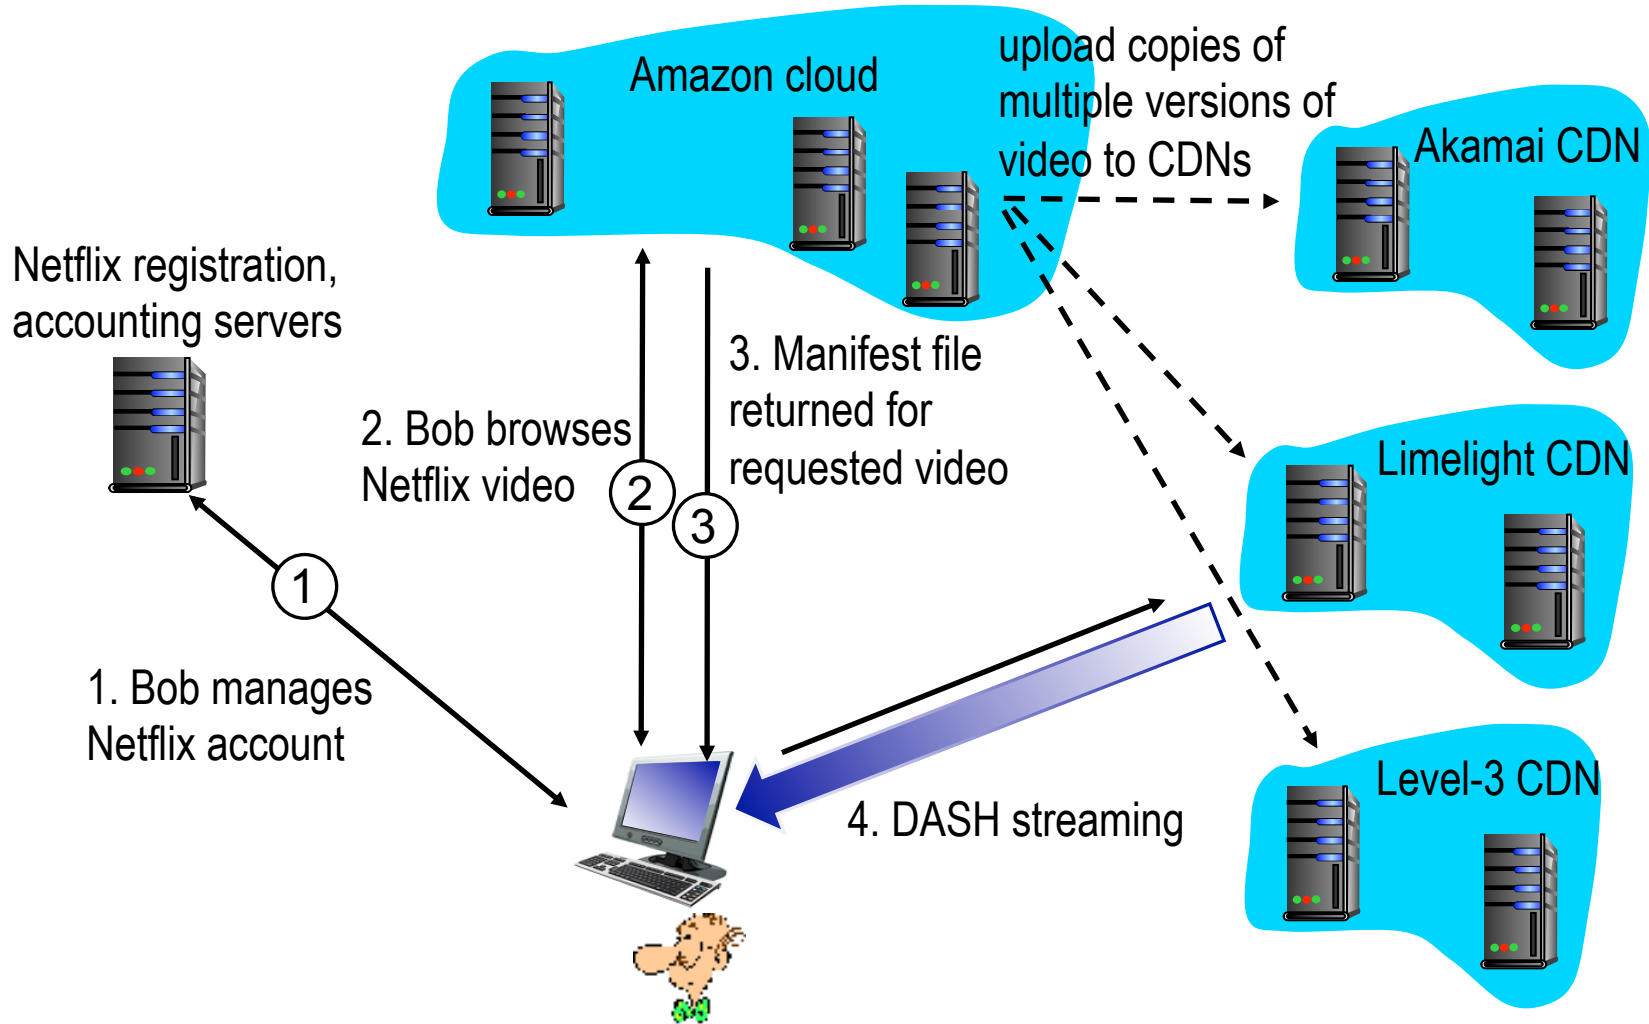 Amazon cloud
upload copies of
multiple versions of
video to CDNs
Akamai CDN
Netflix registration,
accounting servers
3. Manifest file
returned for
requested video
2. Bob browses
Netflix video
2
3
Limelight CDN
1
1. Bob manages
Netflix account
4. DASH streaming
Level-3 CDN